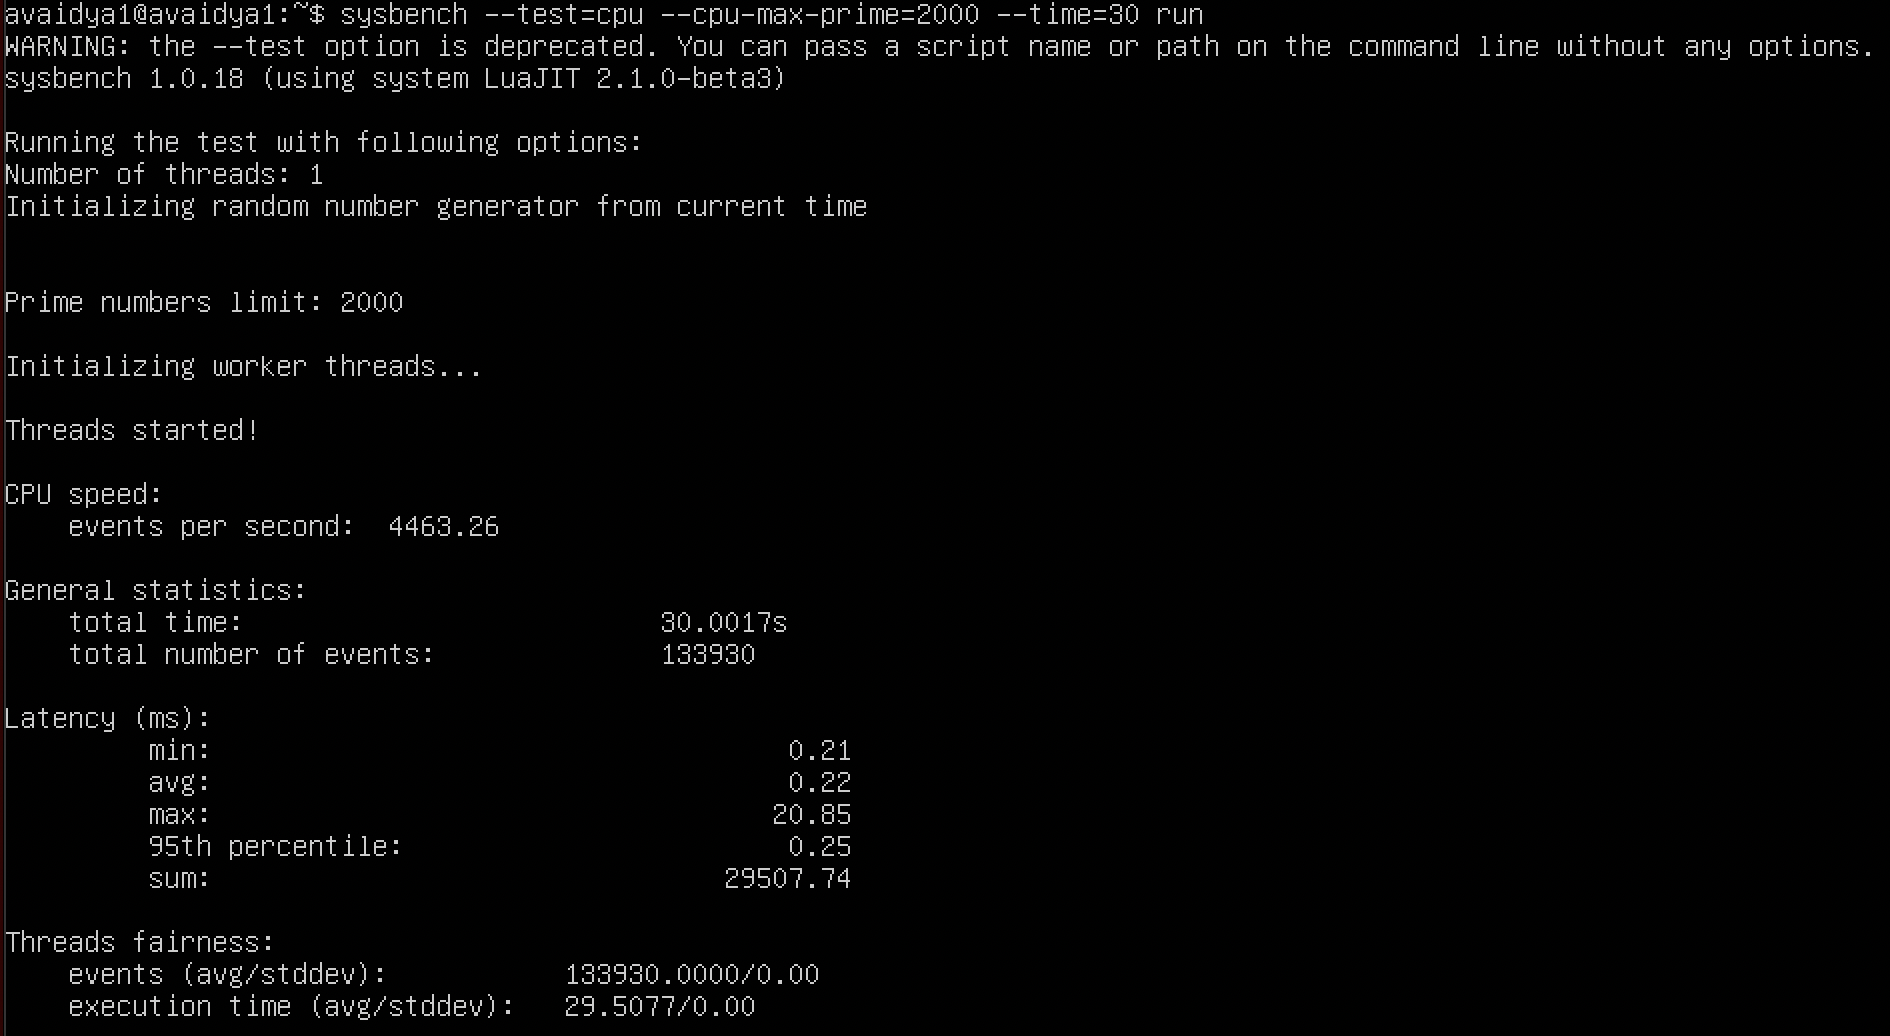 avaidya1@avaidya1:~$ sysbench --test=cpu --cpu-max-prime=2000 --time=30 run
WARNING: the --test option is deprecated. You can pass a script name or path on the command line without any options.
sysbench 1.0.18 (using system LuaJIT 2.1.0-beta3)
Running the test with following options:
Number of threads: 1
Initializing random number generator from current time
Prime numbers limit: 2000
Initializing worker threads...
Threads started!
CPU speed:
    events per second:  4463.26
General statistics:
    total time:                          30.0017s
    total number of events:              133930
Latency (ms):
         min:                                    0.21
         avg:                                    0.22
         max:                                   20.85
         95th percentile:                        0.25
         sum:                                29507.74
Threads fairness:
    events (avg/stddev):           133930.0000/0.00
    execution time (avg/stddev):   29.5077/0.00